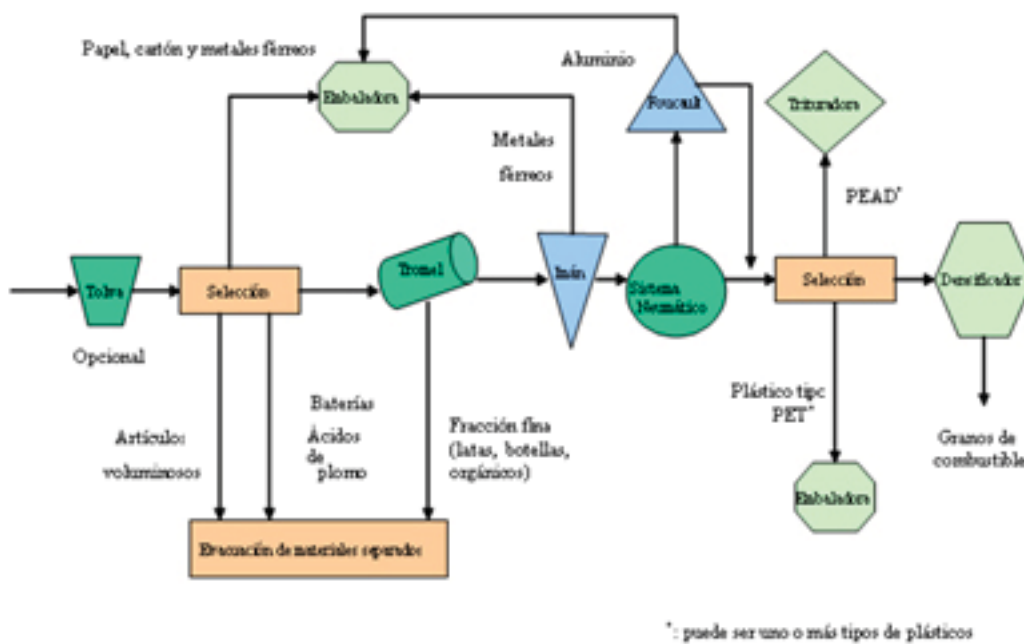 Papel, cartón y metales férreos
Embaladora
Aluminio
Foucault
Trituradora
Metales
férreos
PEAD*
Tolva
Selección
Tromel
Imán
Sistema
Neumático
Selección
Densificador
Opcional
Artículos
voluminosos
Baterías
Ácidos
de
plomo
Fracción fina
(latas, botellas,
orgánicos)
Plástico tipo
PET*
Granos de
combustible
Embaladora
Evacuación de materiales separados
*: puede ser uno o más tipos de plásticos